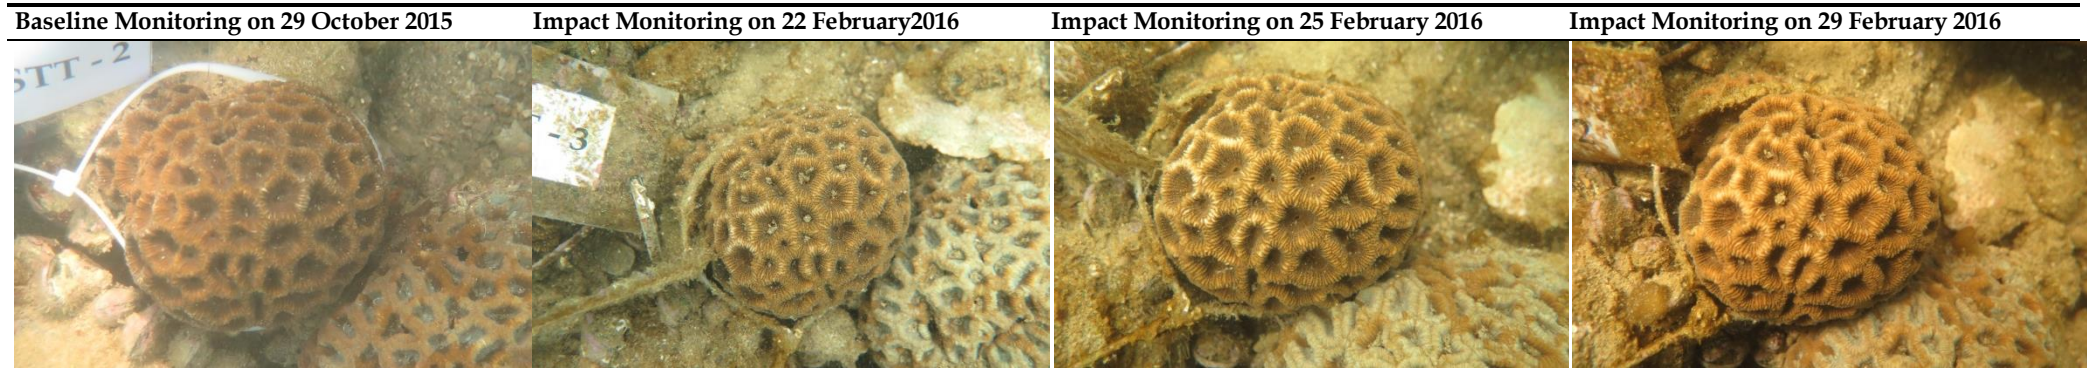 Baseline Monitoring on 29 October 2015
Impact Monitoring on 22 February2016
Impact Monitoring on 25 February 2016
Impact Monitoring on 29 February 2016
STT - 2
- 3